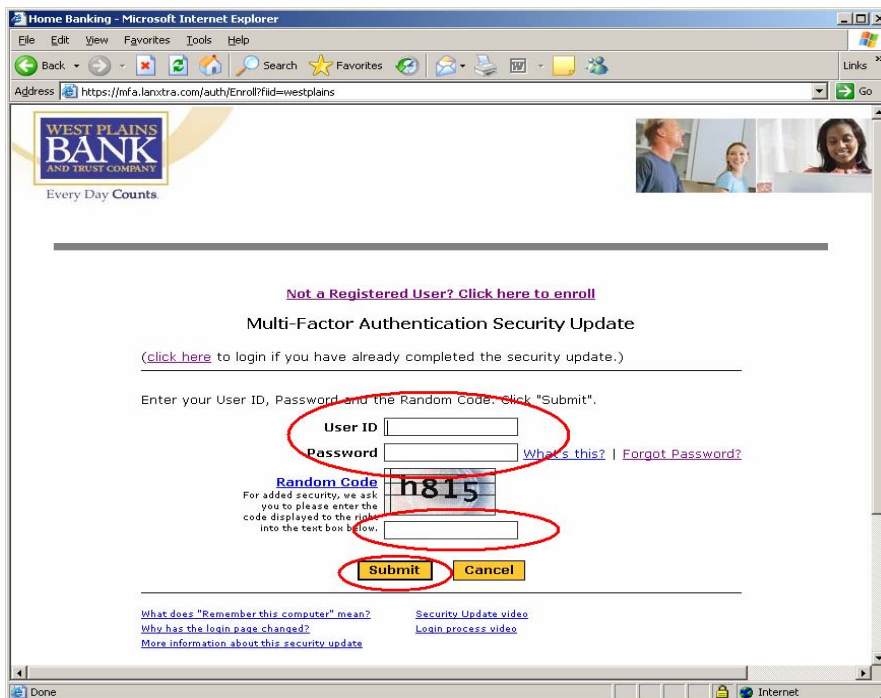 Home Banking - Microsoft Internet Explorer
File Edit View Favorites Tools Help
Back Search Favorites Links »
Address https://mfa.lanxtra.com/auth/Enroll?fiid=westplains Go
WEST PLAINS
BANK
AND TRUST COMPANY
Every Day Counts.
Not a Registered User? Click here to enroll
Multi-Factor Authentication Security Update
(click here to login if you have already completed the security update.)
Enter your User ID, Password and the Random Code. Click "Submit".
User ID
Password What's this? | Forgot Password?
Random Code h815
For added security, we ask
you to please enter the
code displayed to the right
into the text box below.
Submit Cancel
What does "Remember this computer" mean? Security Update video
Why has the login page changed? Login process video
More information about this security update
Done Internet